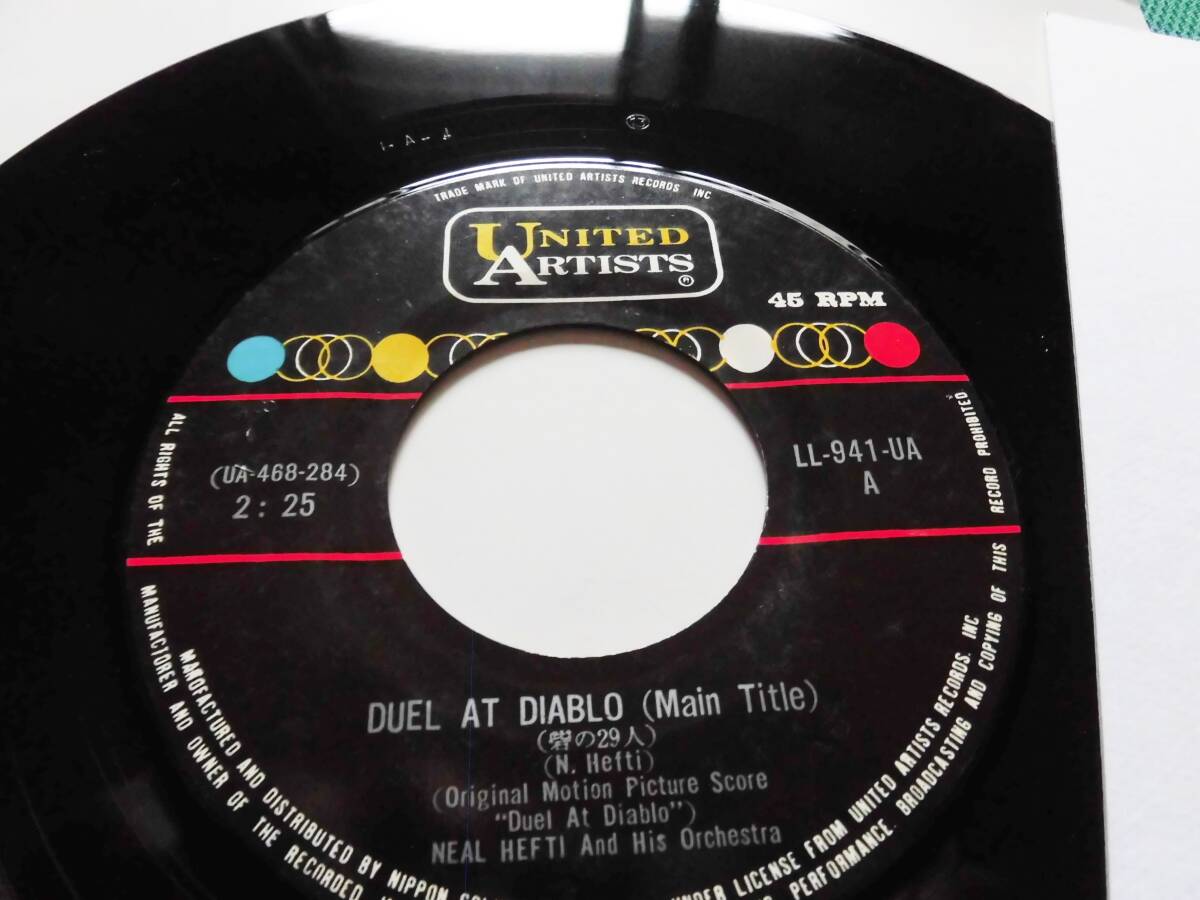 TRADE MARK OF UNITED ARTISTS RECORDS INC
UNITED
ARTISTS
®
45 RPM
(UA-468-284)
2:25
LL-941-UA
A
DUEL AT DIABLO (Main Title)
(砦の29人)
(N. Hefti)
(Original Motion Picture Score
"Duel At Diablo")
NEAL HEFTI And His Orchestra
ALL RIGHTS OF THE
MANUFACTURER AND OWNER OF THE RECORDED
RECORD PROHIBITED
BROADCASTING AND COPYING OF THIS
PERFORMANCE.
MANUFACTURED AND DISTRIBUTED BY NIPPON
UNDER LICENSE FROM UNITED ARTISTS RECORDS. INC